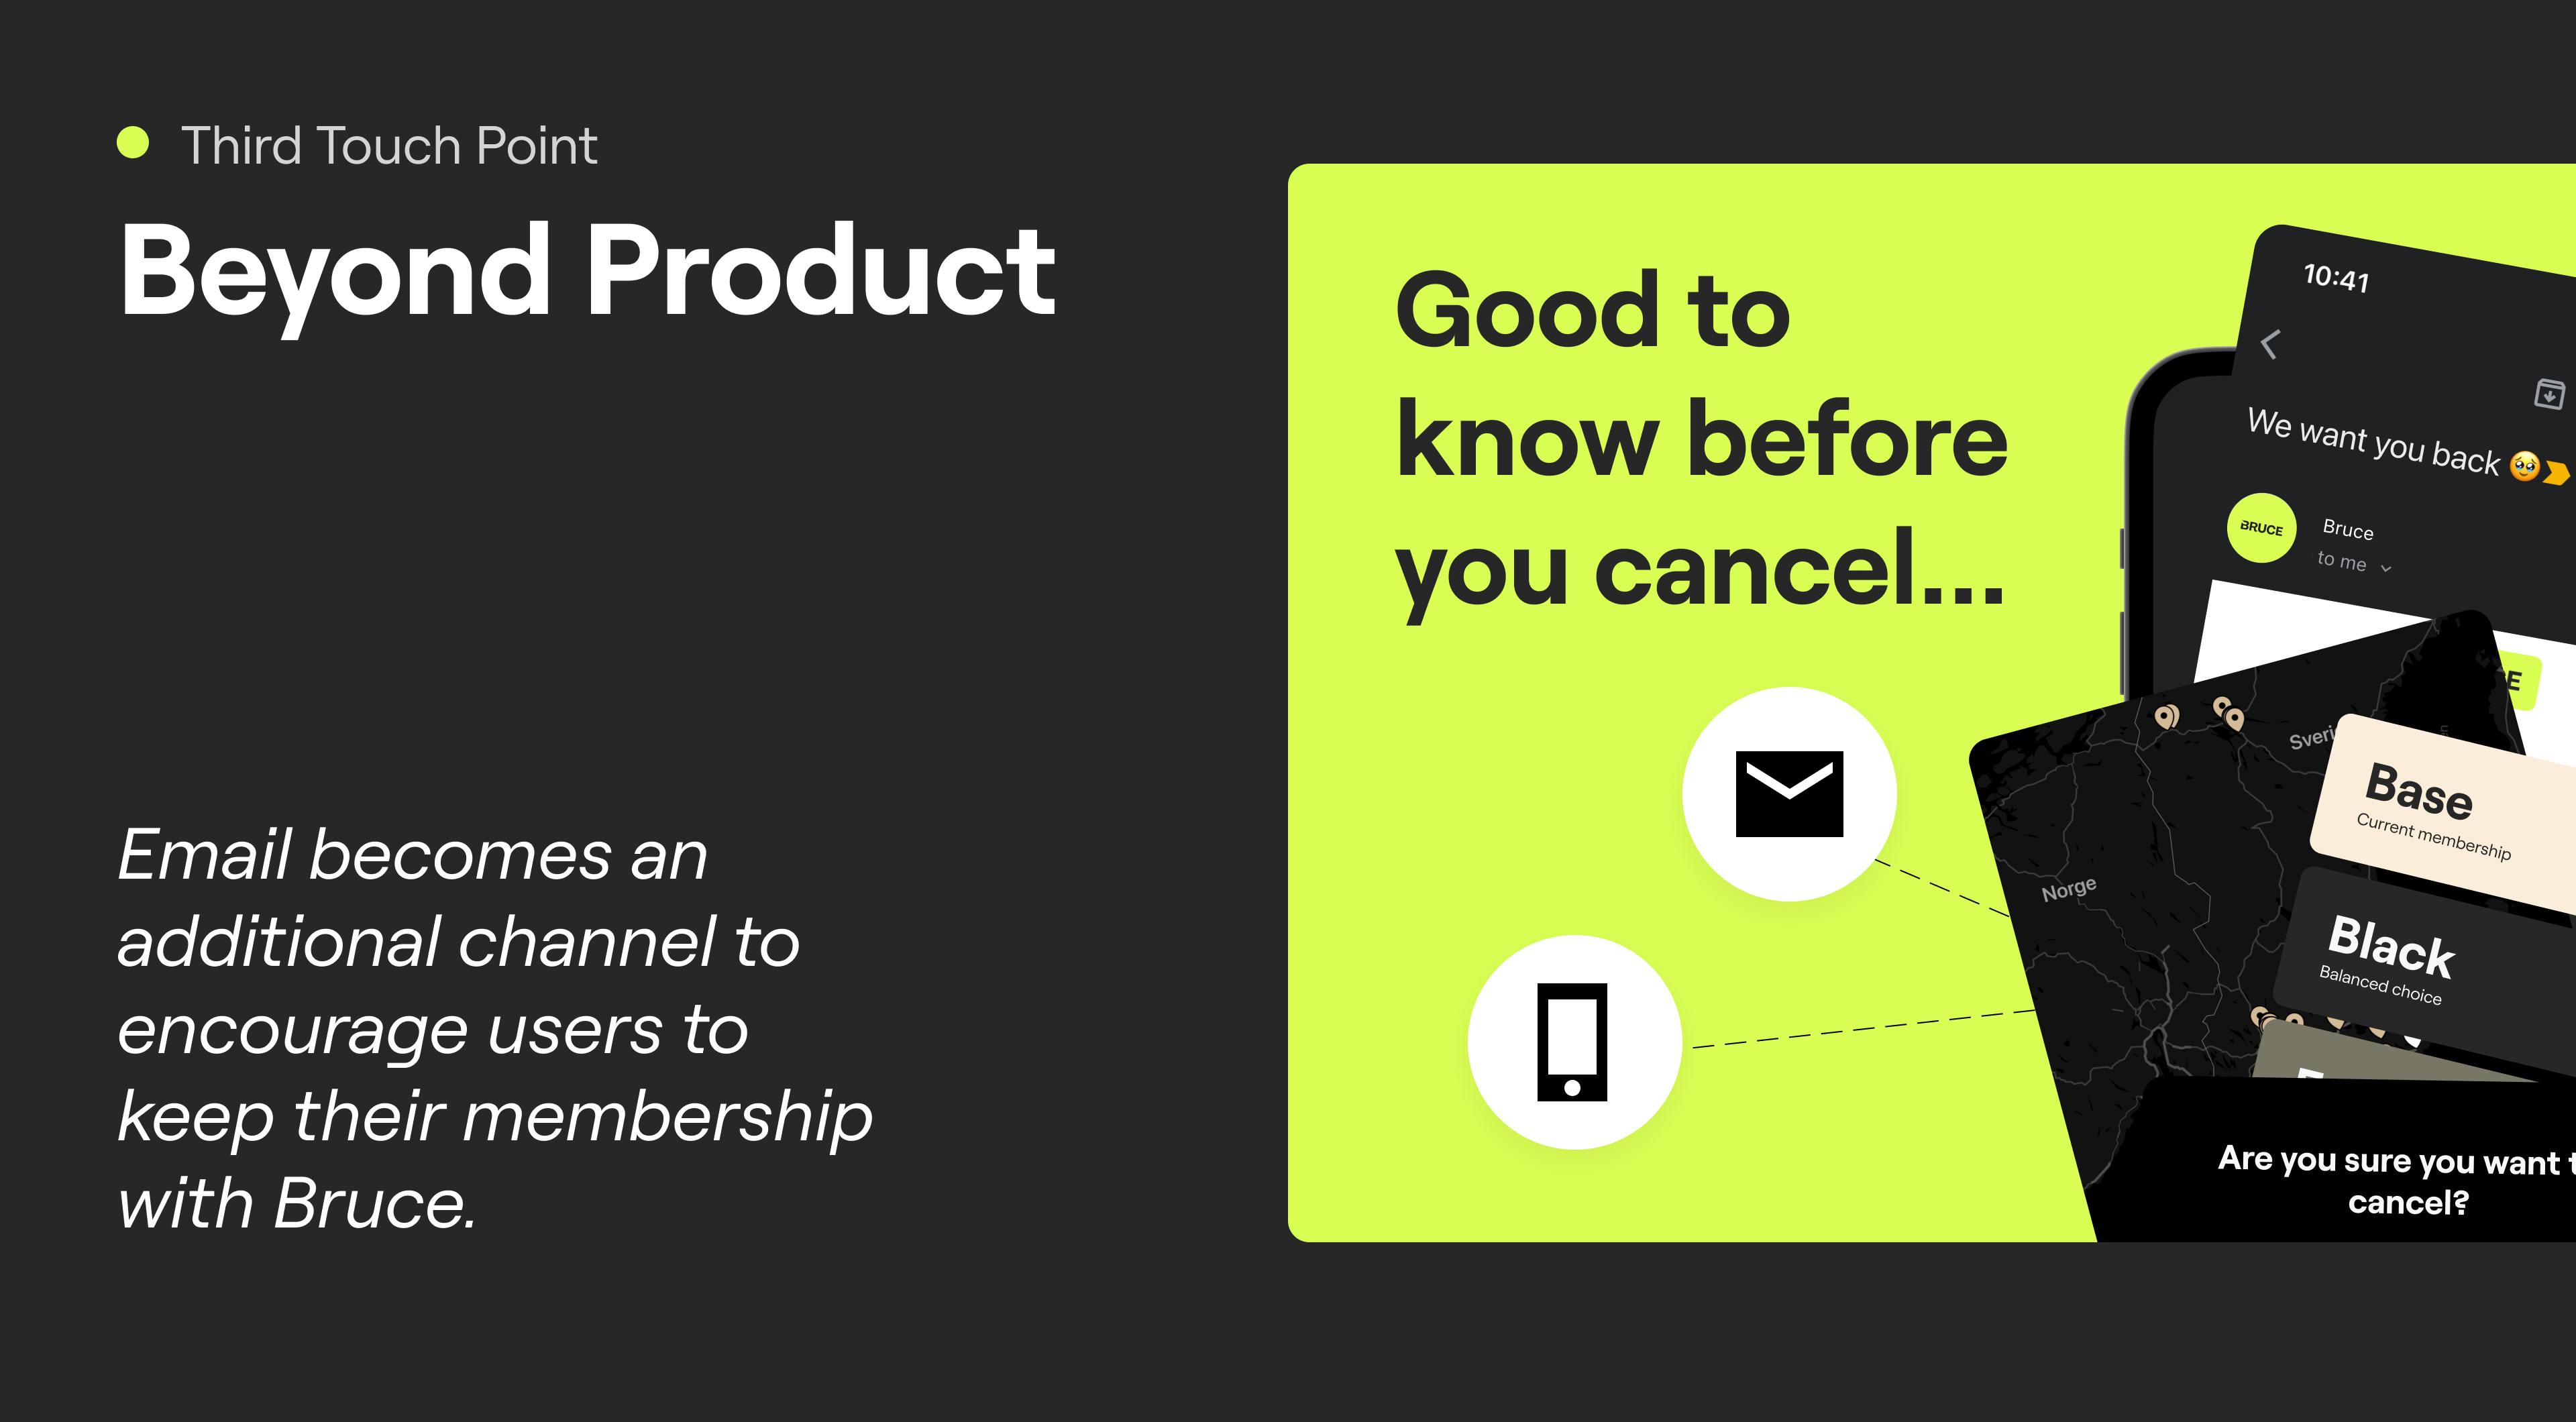 Third Touch Point
Beyond Product
Email becomes an
additional channel to
encourage users to
keep their membership
with Bruce.
Good to
know before
you cancel...
10:41
We want you back 🥹
BRUCE
Bruce
to me
Norge
Base
Current membership
Black
Balanced choice
Are you sure you want
cancel?